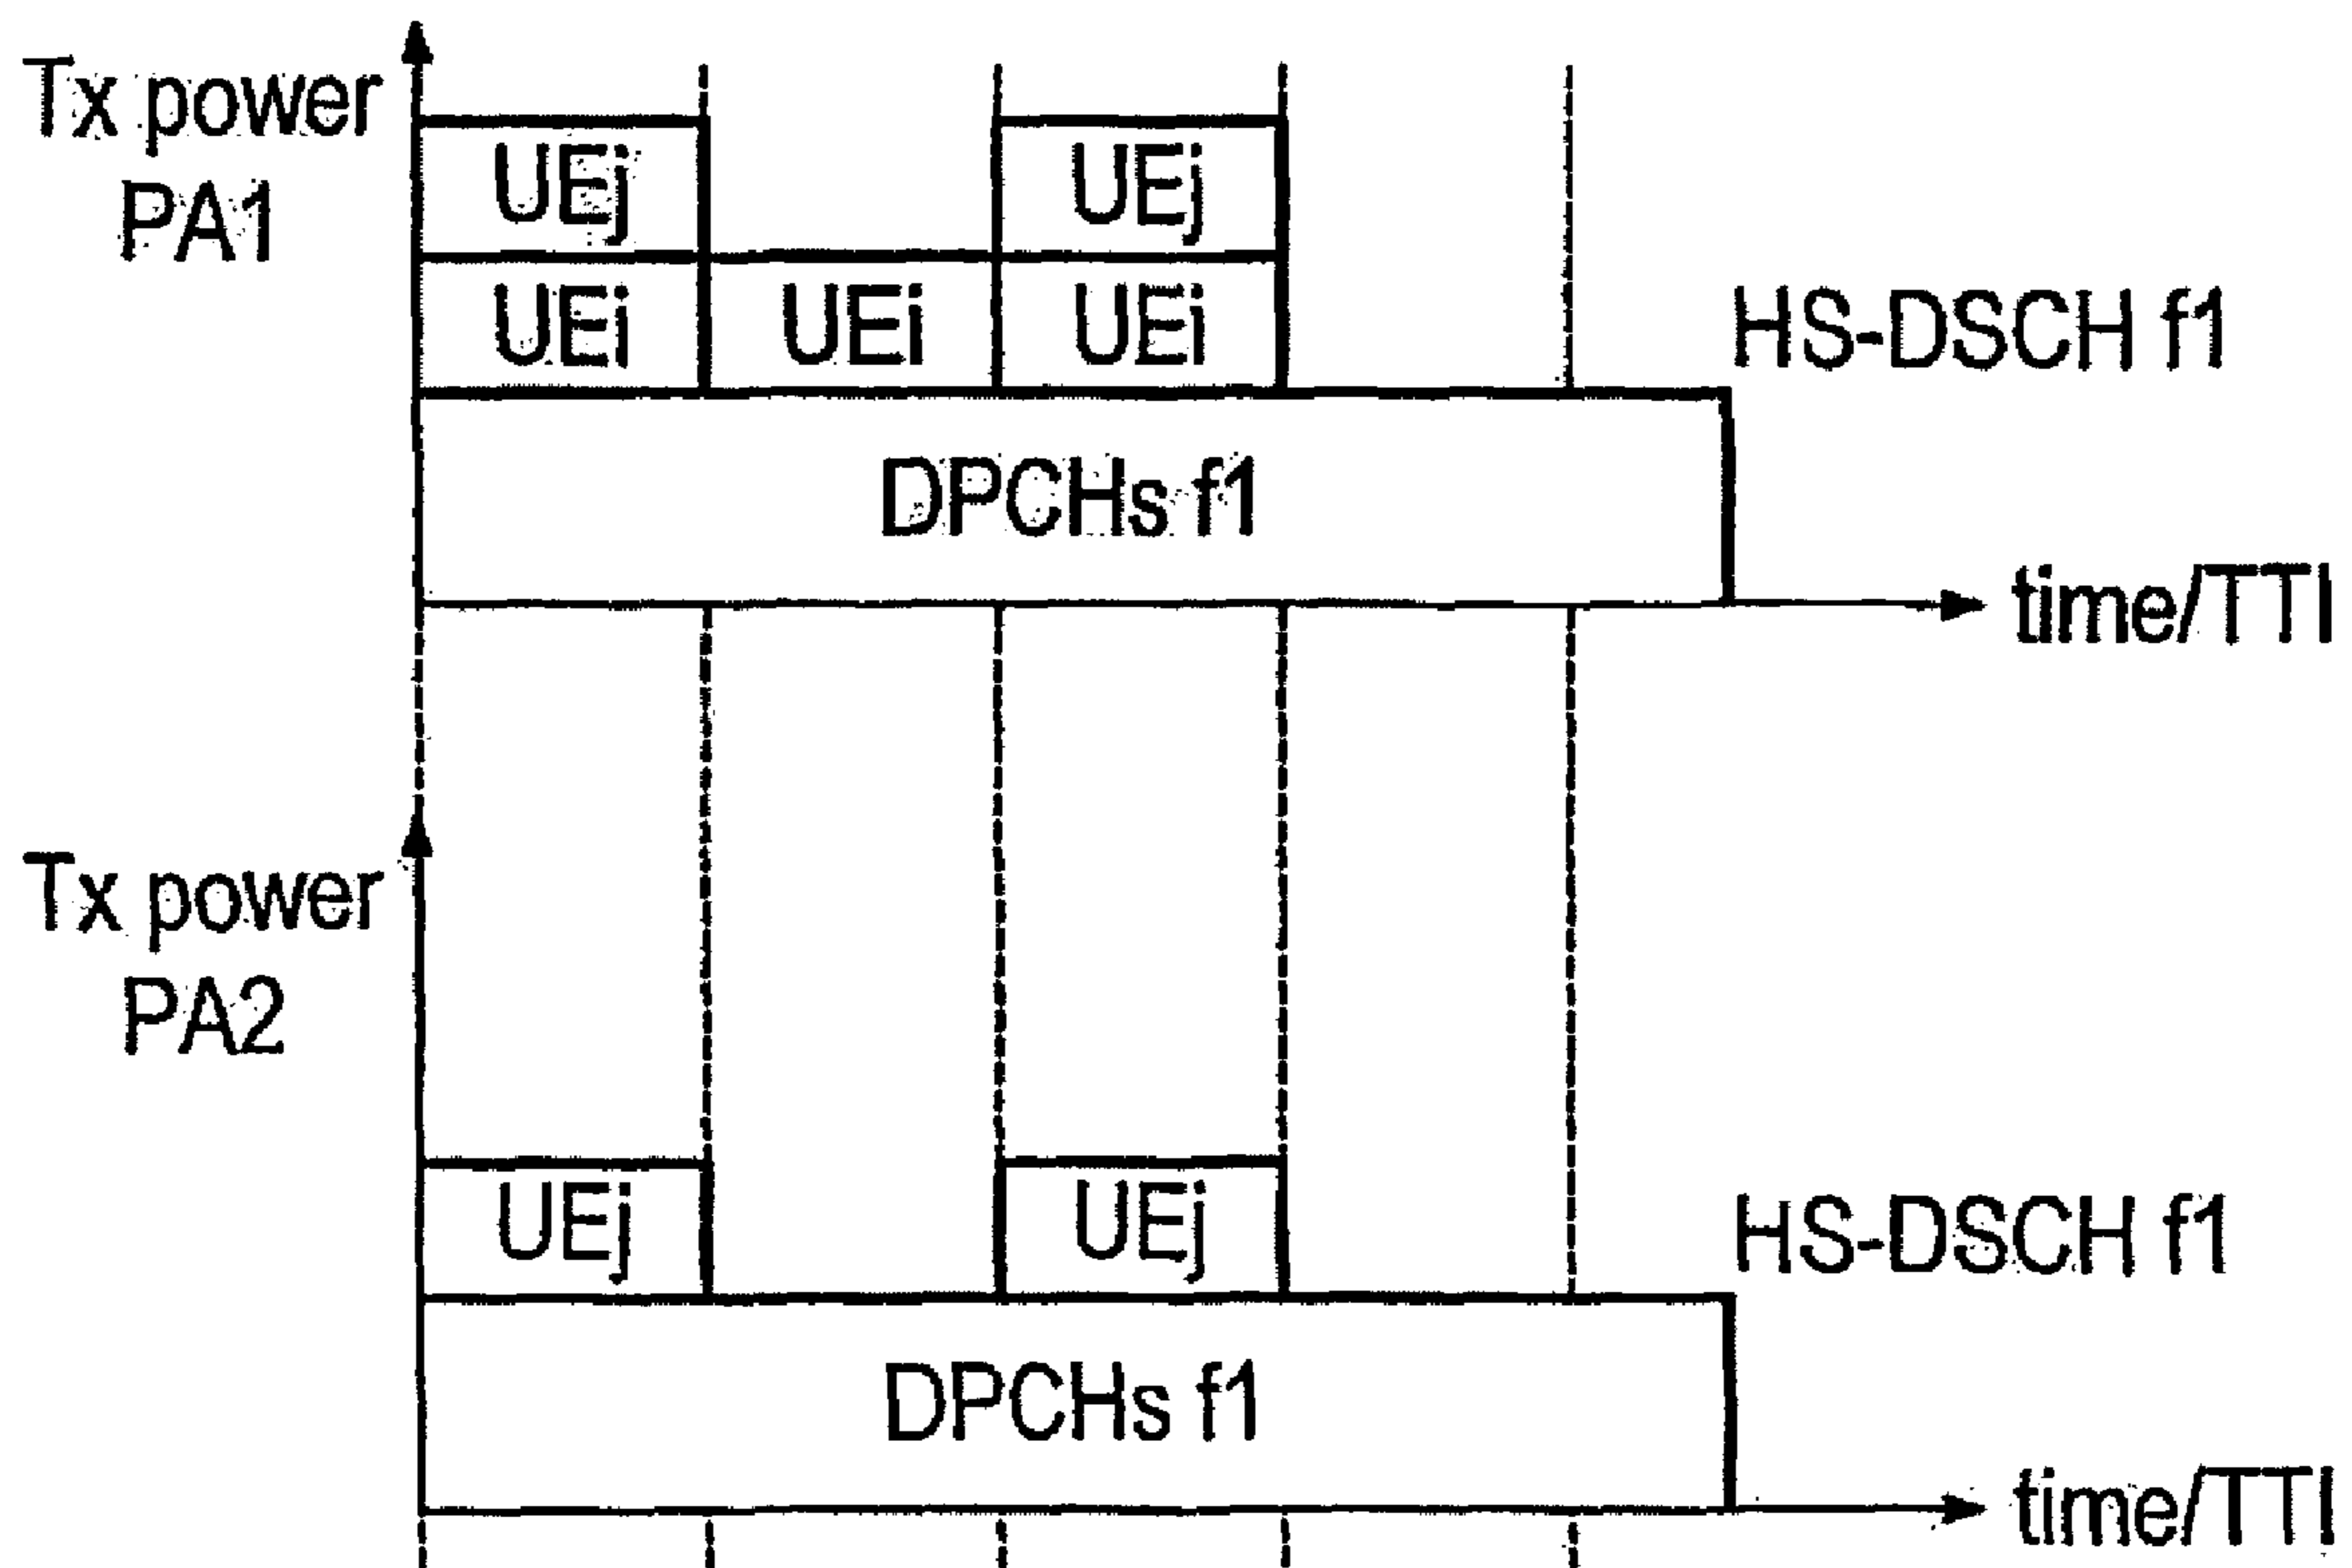 Tx power
PA1
UEj UEj
UEi UEi UEi
HS-DSCH f1
DPCHs f1
time/TTI
Tx power
PA2
UEj UEj
HS-DSCH f1
DPCHs f1
time/TTI